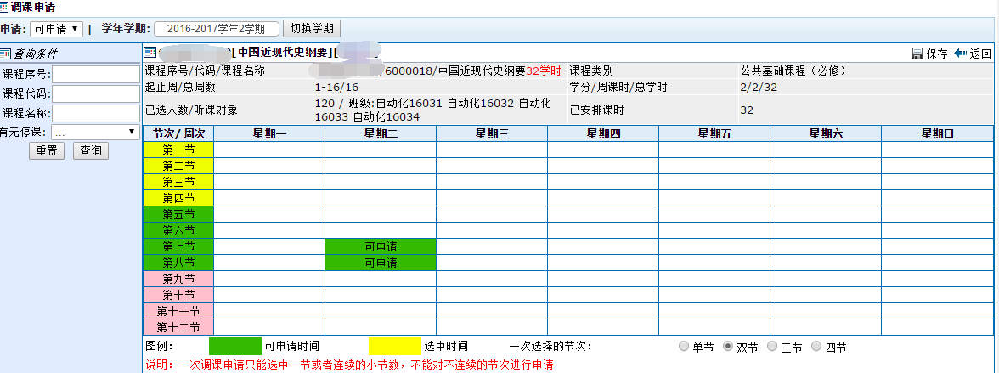 调课申请
申请: 可申请 | 学年学期: 2016-2017学年2学期 切换学期
查询条件
课程序号:
课程代码:
课程名称:
有无停课: ...
重置 查询
[中国近现代史纲要][
保存 返回
课程序号/代码/课程名称 /6000018/中国近现代史纲要32学时 课程类别 公共基础课程（必修）
起止周/总周数 1-16/16 学分/周课时/总学时 2/2/32
已选人数/听课对象 120 / 班级:自动化16031 自动化16032 自动化16033 自动化16034 已安排课时 32
节次/周次 星期一 星期二 星期三 星期四 星期五 星期六 星期日
第一节
第二节
第三节
第四节
第五节
第六节
第七节 可申请
第八节 可申请
第九节
第十节
第十一节
第十二节
图例： 可申请时间 选中时间 一次选择的节次： 单节 双节 三节 四节
说明：一次调课申请只能选中一节或者连续的小节数，不能对不连续的节次进行申请